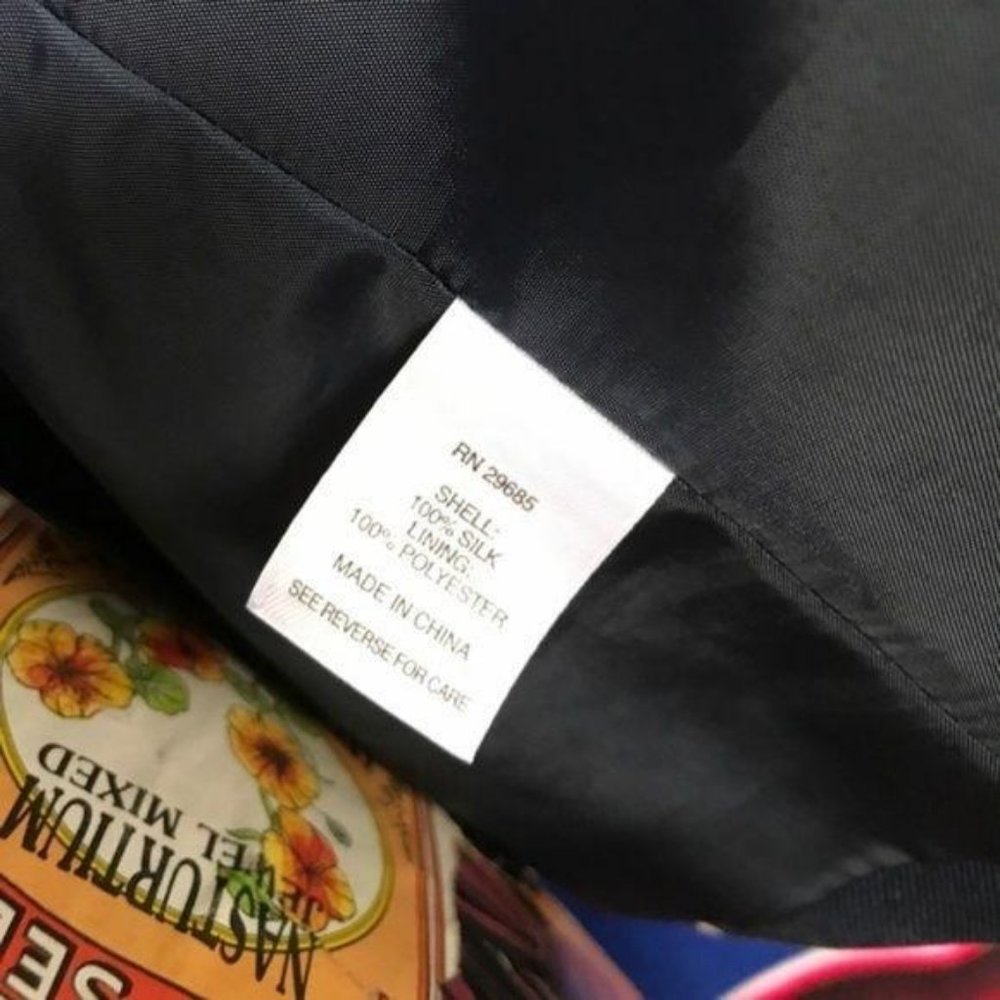 RN 29685
SHELL:
100% SILK
LINING:
100% POLYESTER
MADE IN CHINA
SEE REVERSE FOR CARE
NASTURTIUM
JEWEL MIXED